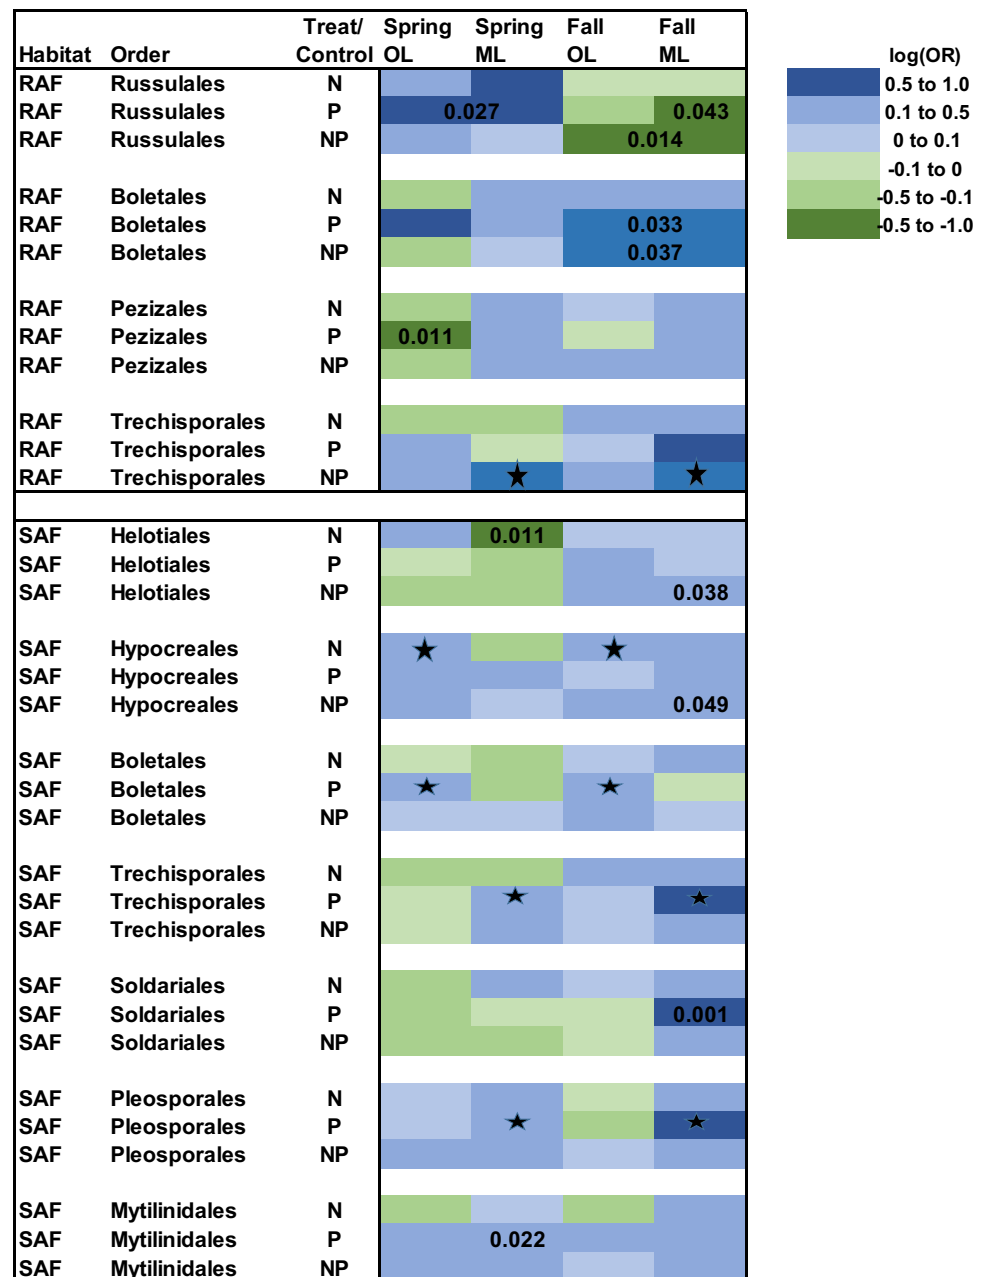 Treat/ Spring Spring Fall Fall
Habitat Order Control OL ML OL ML
RAF Russulales N
RAF Russulales P 0.027 0.043
RAF Russulales NP 0.014
RAF Boletales N
RAF Boletales P 0.033
RAF Boletales NP 0.037
RAF Pezizales N
RAF Pezizales P 0.011
RAF Pezizales NP
RAF Trechisporales N
RAF Trechisporales P
RAF Trechisporales NP
SAF Helotiales N 0.011
SAF Helotiales P
SAF Helotiales NP 0.038
SAF Hypocreales N
SAF Hypocreales P
SAF Hypocreales NP 0.049
SAF Boletales N
SAF Boletales P
SAF Boletales NP
SAF Trechisporales N
SAF Trechisporales P
SAF Trechisporales NP
SAF Soldariales N
SAF Soldariales P 0.001
SAF Soldariales NP
SAF Pleosporales N
SAF Pleosporales P
SAF Pleosporales NP
SAF Mytilinidales N
SAF Mytilinidales P 0.022
SAF Mytilinidales NP
log(OR)
0.5 to 1.0
0.1 to 0.5
0 to 0.1
-0.1 to 0
-0.5 to -0.1
-0.5 to -1.0